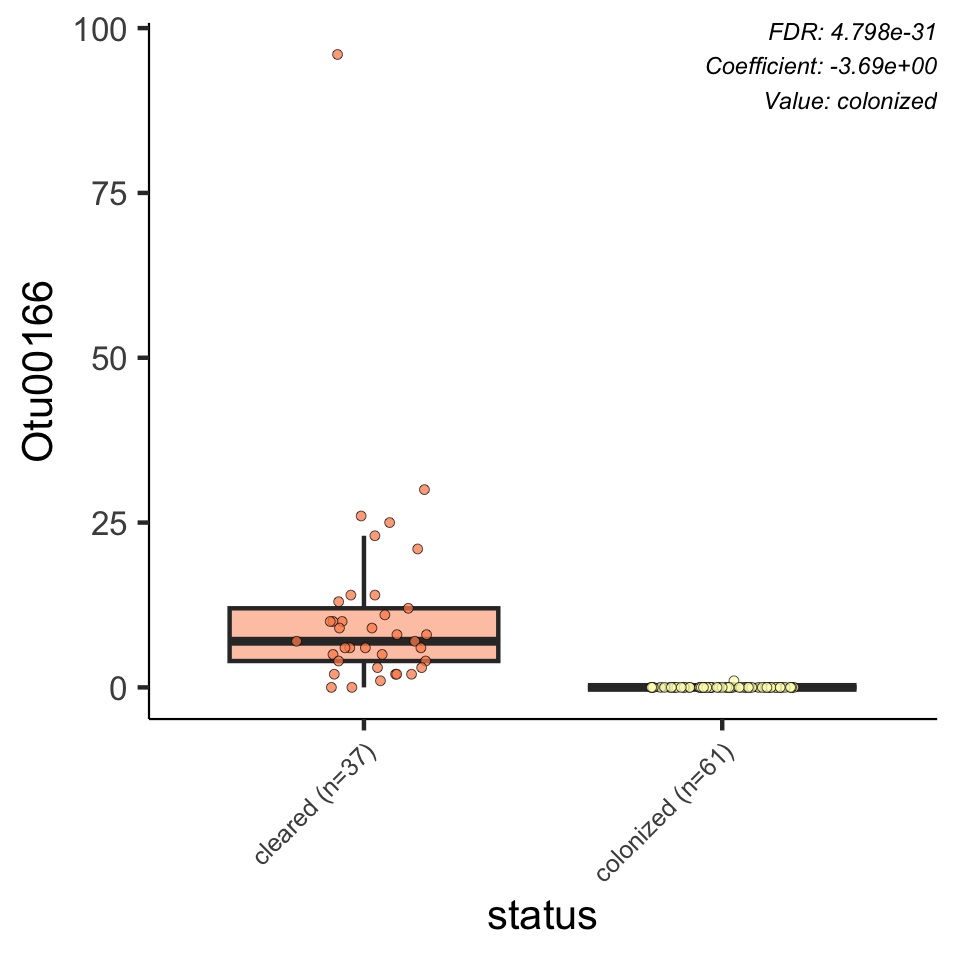 FDR: 4.798e-31
Coefficient: -3.69e+00
Value: colonized
100
75
50
25
0
Otu00166
cleared (n=37)
colonized (n=61)
status